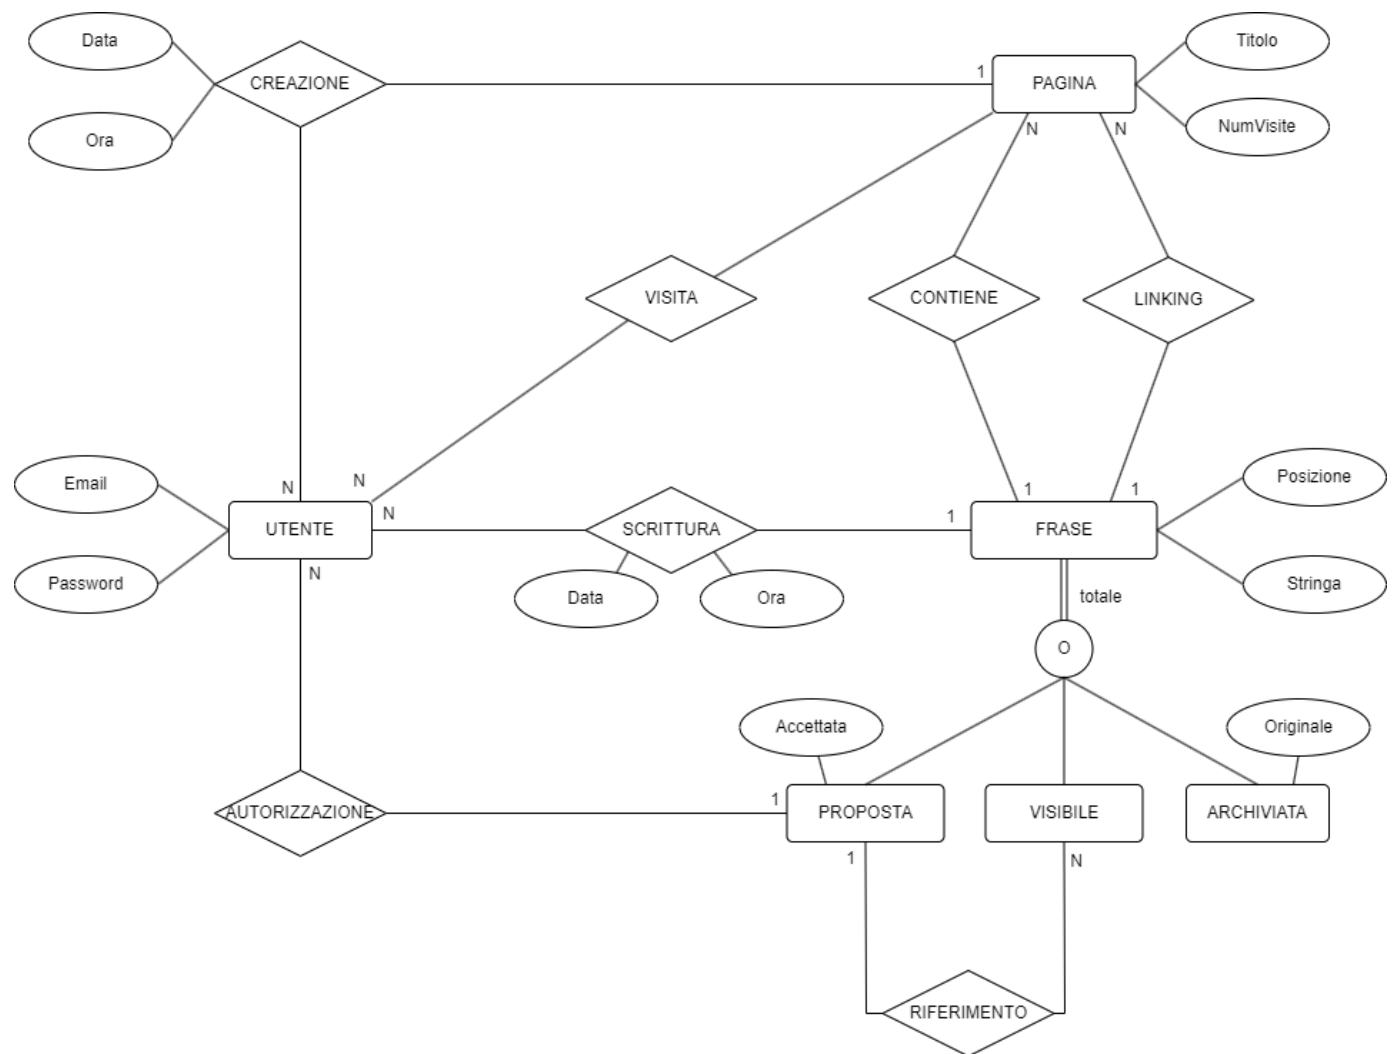 Data
Titolo
1
CREAZIONE
PAGINA
Ora
NumVisite
N
N
VISITA
CONTIENE
LINKING
Email
N
N
1
1
Posizione
N
1
UTENTE
SCRITTURA
FRASE
Password
N
Data
Ora
totale
Stringa
O
Accettata
Originale
1
AUTORIZZAZIONE
PROPOSTA
VISIBILE
ARCHIVIATA
1
N
RIFERIMENTO